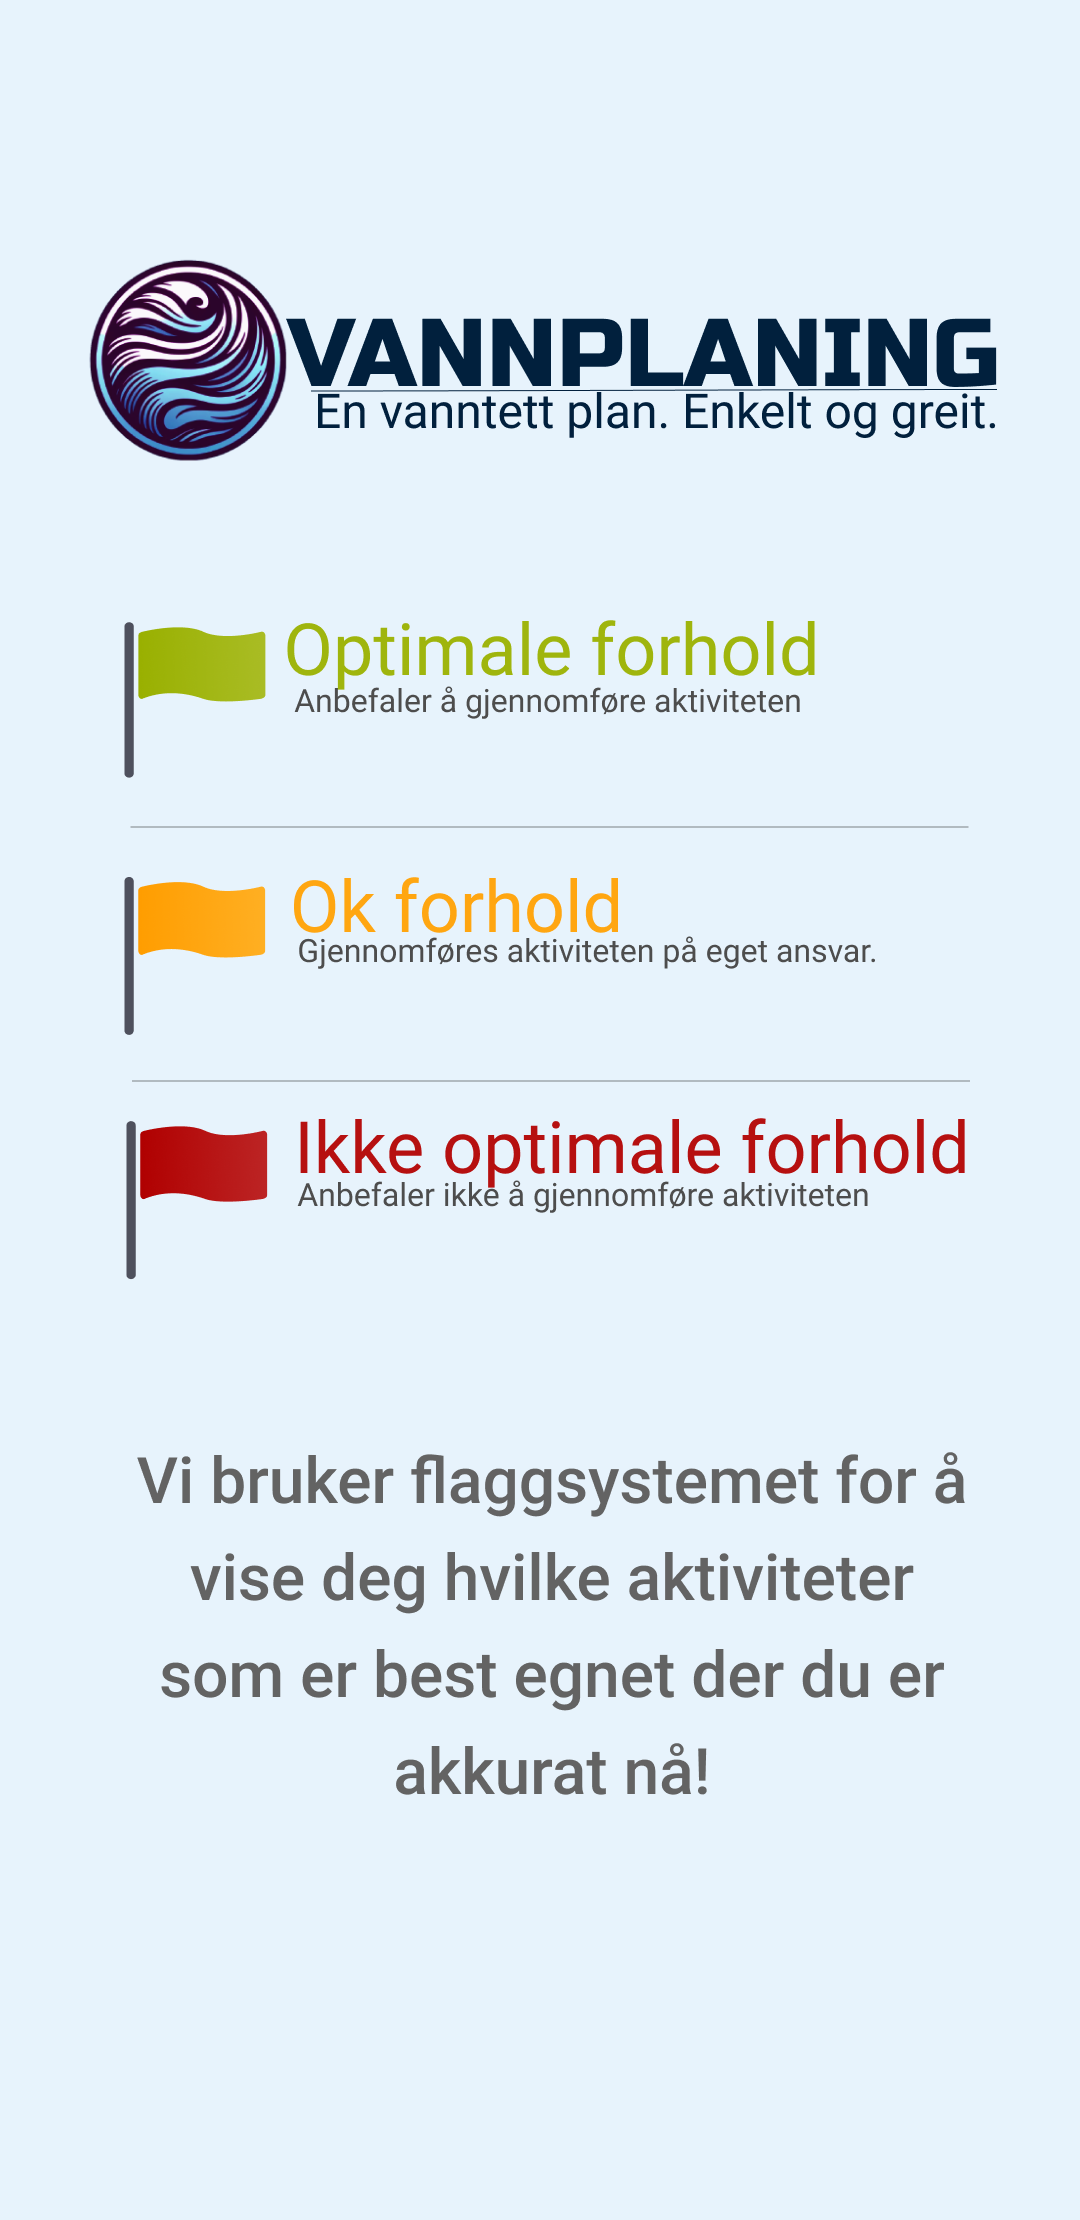 VANNPLANING
En vanntett plan. Enkelt og greit.
Optimale forhold
Anbefaler å gjennomføre aktiviteten
Ok forhold
Gjennomføres aktiviteten på eget ansvar.
Ikke optimale forhold
Anbefaler ikke å gjennomføre aktiviteten
Vi bruker flaggsystemet for å
vise deg hvilke aktiviteter
som er best egnet der du er
akkurat nå!